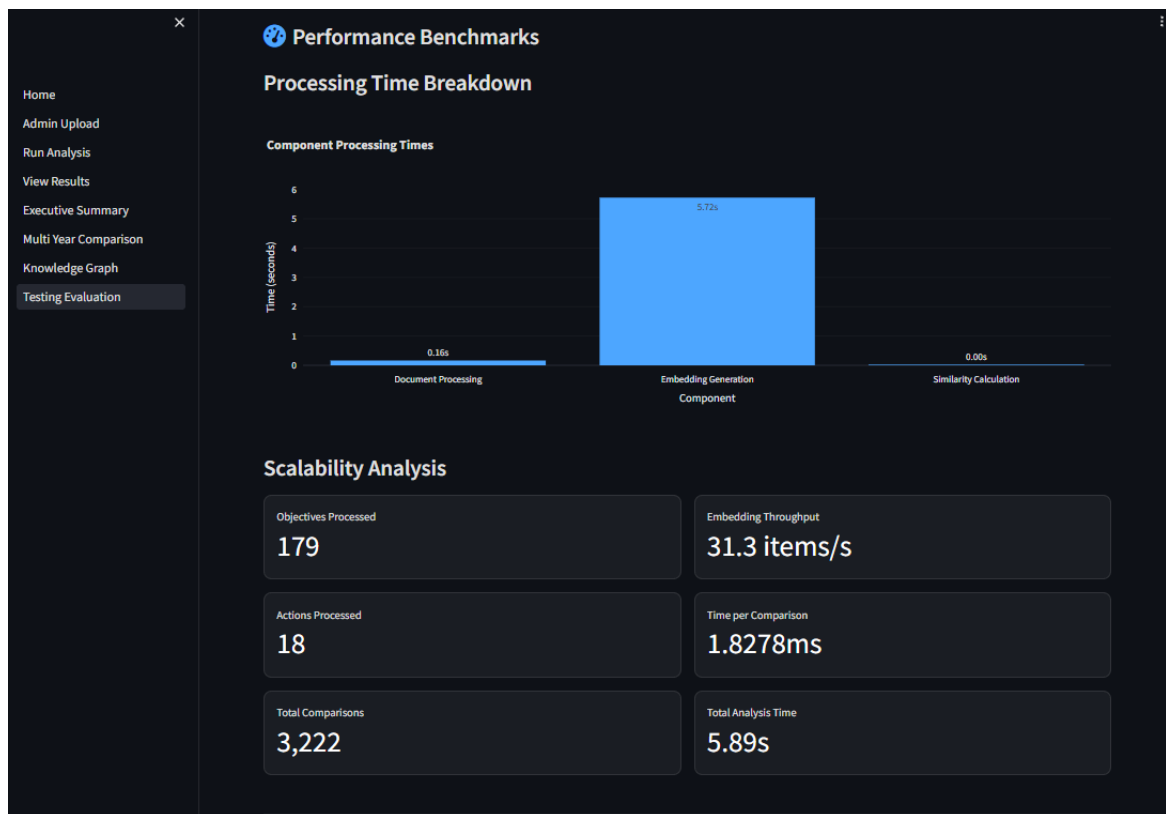 Home
Admin Upload
Run Analysis
View Results
Executive Summary
Multi Year Comparison
Knowledge Graph
Testing Evaluation
Performance Benchmarks
Processing Time Breakdown
Component Processing Times
Time (seconds)
6
5
4
3
2
1
0
0.16s
5.72s
0.00s
Document Processing
Embedding Generation
Similarity Calculation
Component
Scalability Analysis
Objectives Processed
179
Embedding Throughput
31.3 items/s
Actions Processed
18
Time per Comparison
1.8278ms
Total Comparisons
3,222
Total Analysis Time
5.89s